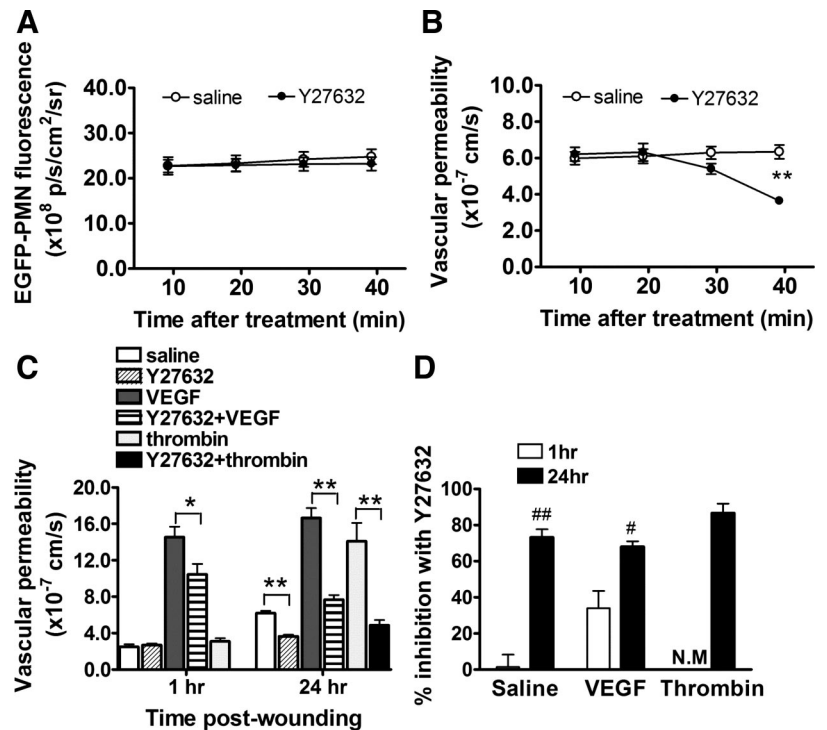 A
EGFP-PMN fluorescence
(x10⁸ p/s/cm²/sr)
40.0
30.0
20.0
10.0
0.0
saline
Y27632
10 20 30 40
Time after treatment (min)
B
Vascular permeability
(x10⁻⁷ cm/s)
10.0
8.0
6.0
4.0
2.0
0.0
saline
Y27632
**
10 20 30 40
Time after treatment (min)
C
saline
Y27632
VEGF
Y27632+VEGF
thrombin
Y27632+thrombin
Vascular permeability
(x10⁻⁷ cm/s)
20.0
16.0
12.0
8.0
4.0
0.0
*
**
**
**
1 hr 24 hr
Time post-wounding
D
1hr
24hr
% inhibition with Y27632
100
80
60
40
20
0
##
#
N.M
Saline VEGF Thrombin